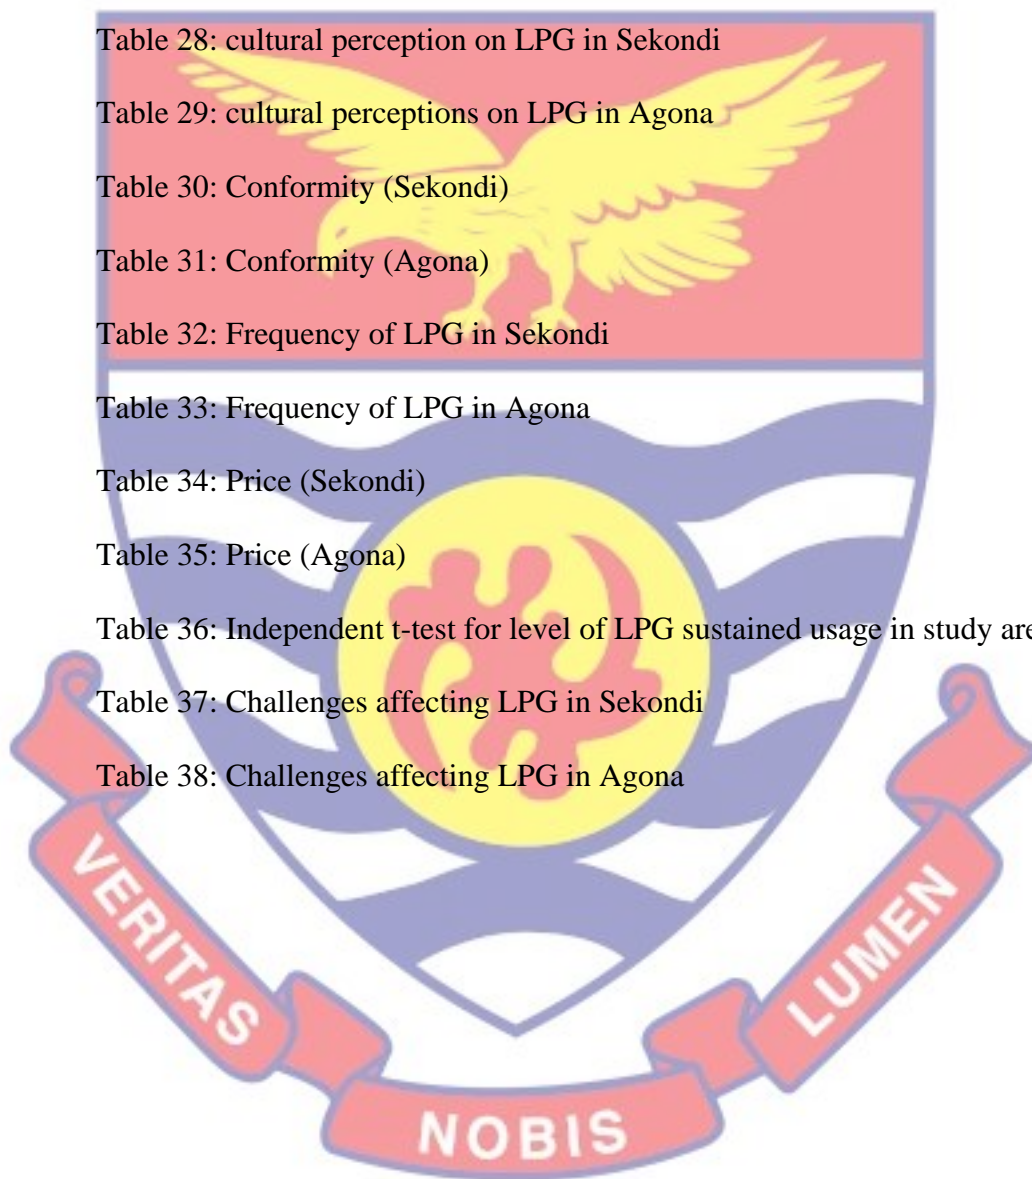 Table 28: cultural perception on LPG in Sekondi
Table 29: cultural perceptions on LPG in Agona
Table 30: Conformity (Sekondi)
Table 31: Conformity (Agona)
Table 32: Frequency of LPG in Sekondi
Table 33: Frequency of LPG in Agona
Table 34: Price (Sekondi)
Table 35: Price (Agona)
Table 36: Independent t-test for level of LPG sustained usage in study are
Table 37: Challenges affecting LPG in Sekondi
Table 38: Challenges affecting LPG in Agona
VERITAS
NOBIS
LUMEN